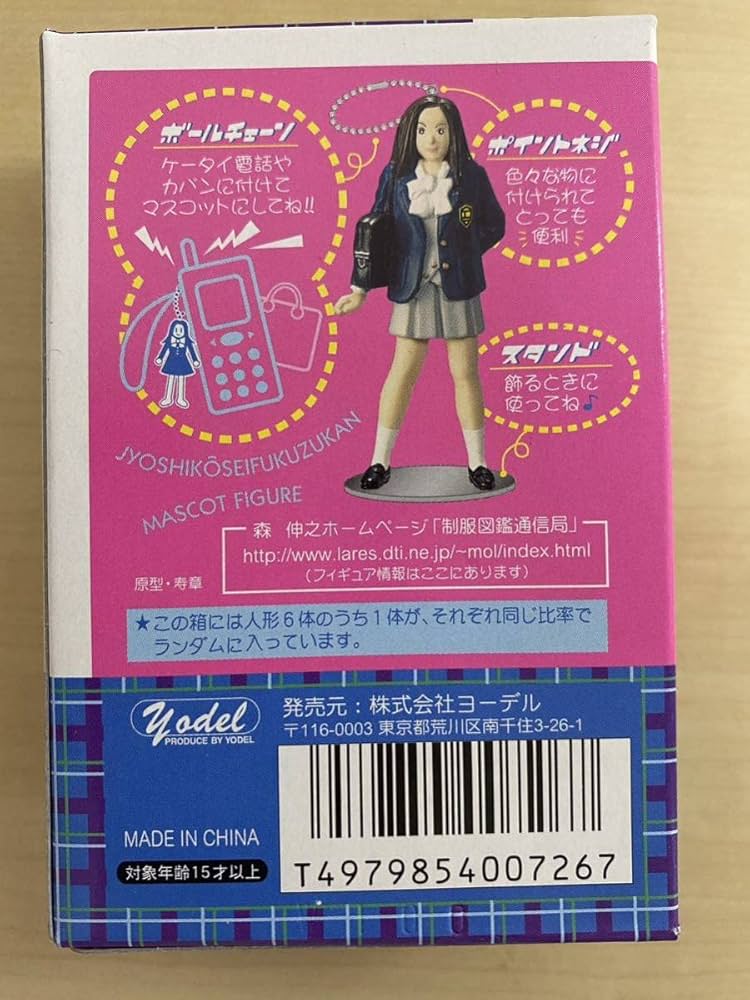 ボールチェーン
ケータイ電話や
カバンに付けて
マスコットにしてね!!
ポイントネジ
色々な物に
付けられて
とっても
便利
スタンド
飾るときに
使ってね♪
JYOSHIKŌSEIFUKUZUKAN
MASCOT FIGURE
森 伸之ホームページ「制服図鑑通信局」
http://www.lares.dti.ne.jp/~mol/index.html
(フィギュア情報はここにあります)
原型・寿章
★この箱には人形6体のうち1体が、それぞれ同じ比率で
ランダムに入っています。
yodel
PRODUCE BY YODEL
発売元:株式会社ヨーデル
〒116-0003 東京都荒川区南千住3-26-1
MADE IN CHINA
対象年齢15才以上
T4979854007267